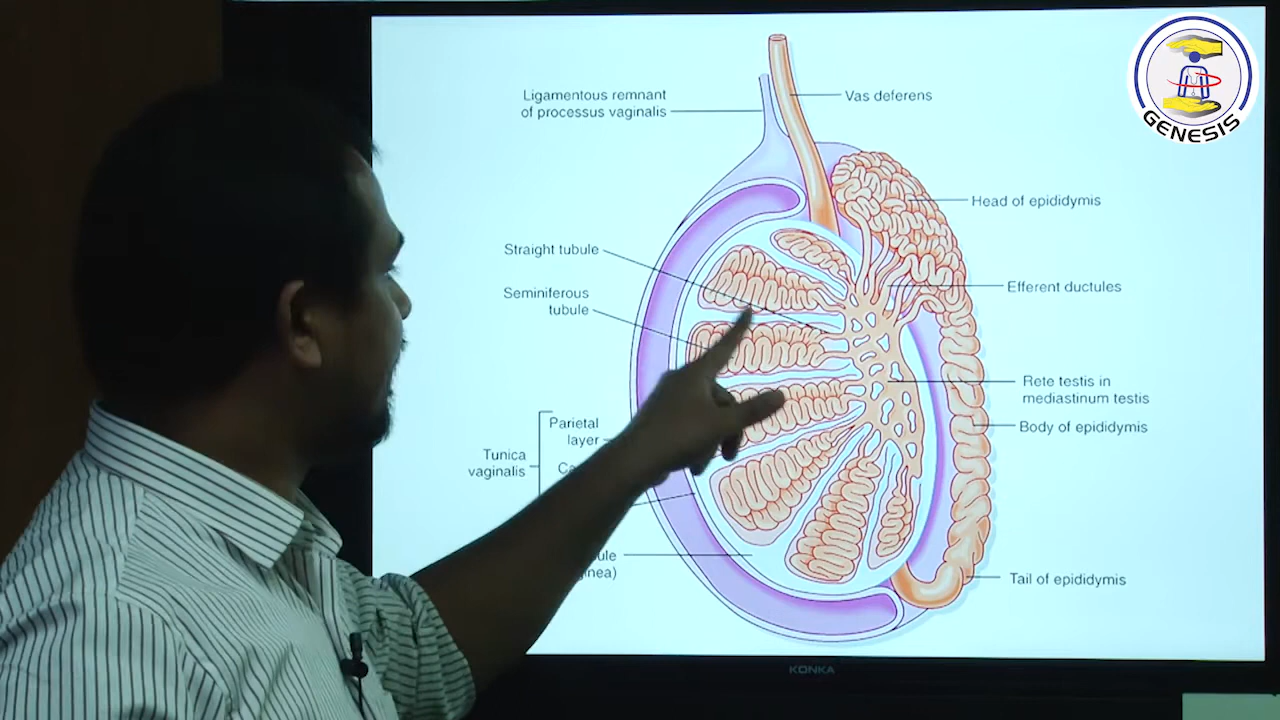 GENESIS
Ligamentous remnant
of processus vaginalis
Vas deferens
Head of epididymis
Straight tubule
Seminiferous
tubule
Efferent ductules
Rete testis in
mediastinum testis
Body of epididymis
Parietal
layer
Tunica
vaginalis
Tail of epididymis
KONKA